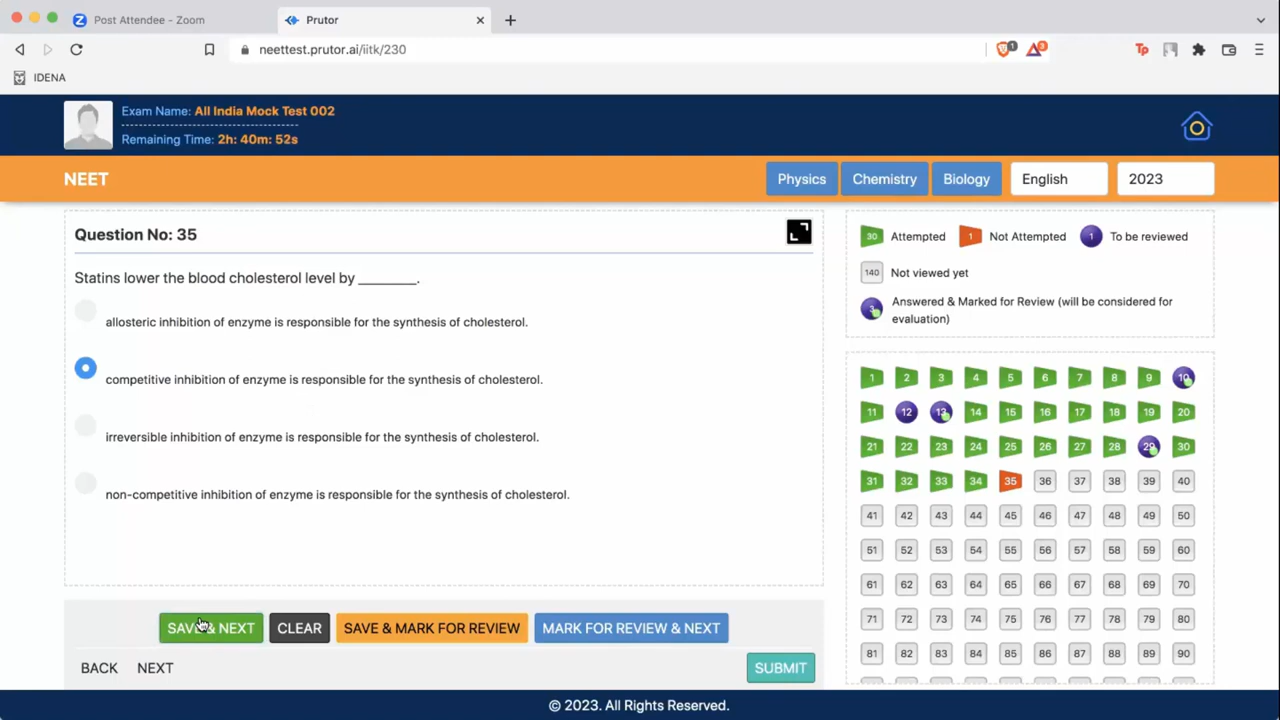 Post Attendee - Zoom
Prutor
neettest.prutor.ai/iitk/230
1
3
Tp
IDENA
Exam Name: All India Mock Test 002
Remaining Time: 2h: 40m: 52s
NEET
Physics
Chemistry
Biology
English
2023
Question No: 35
Statins lower the blood cholesterol level by ________.
allosteric inhibition of enzyme is responsible for the synthesis of cholesterol.
competitive inhibition of enzyme is responsible for the synthesis of cholesterol.
irreversible inhibition of enzyme is responsible for the synthesis of cholesterol.
non-competitive inhibition of enzyme is responsible for the synthesis of cholesterol.
SAVE & NEXT
CLEAR
SAVE & MARK FOR REVIEW
MARK FOR REVIEW & NEXT
BACK
NEXT
SUBMIT
30 Attempted 1 Not Attempted 1 To be reviewed
140 Not viewed yet
3 Answered & Marked for Review (will be considered for
evaluation)
1 2 3 4 5 6 7 8 9 10
11 12 13 14 15 16 17 18 19 20
21 22 23 24 25 26 27 28 29 30
31 32 33 34 35 36 37 38 39 40
41 42 43 44 45 46 47 48 49 50
51 52 53 54 55 56 57 58 59 60
61 62 63 64 65 66 67 68 69 70
71 72 73 74 75 76 77 78 79 80
81 82 83 84 85 86 87 88 89 90
© 2023. All Rights Reserved.